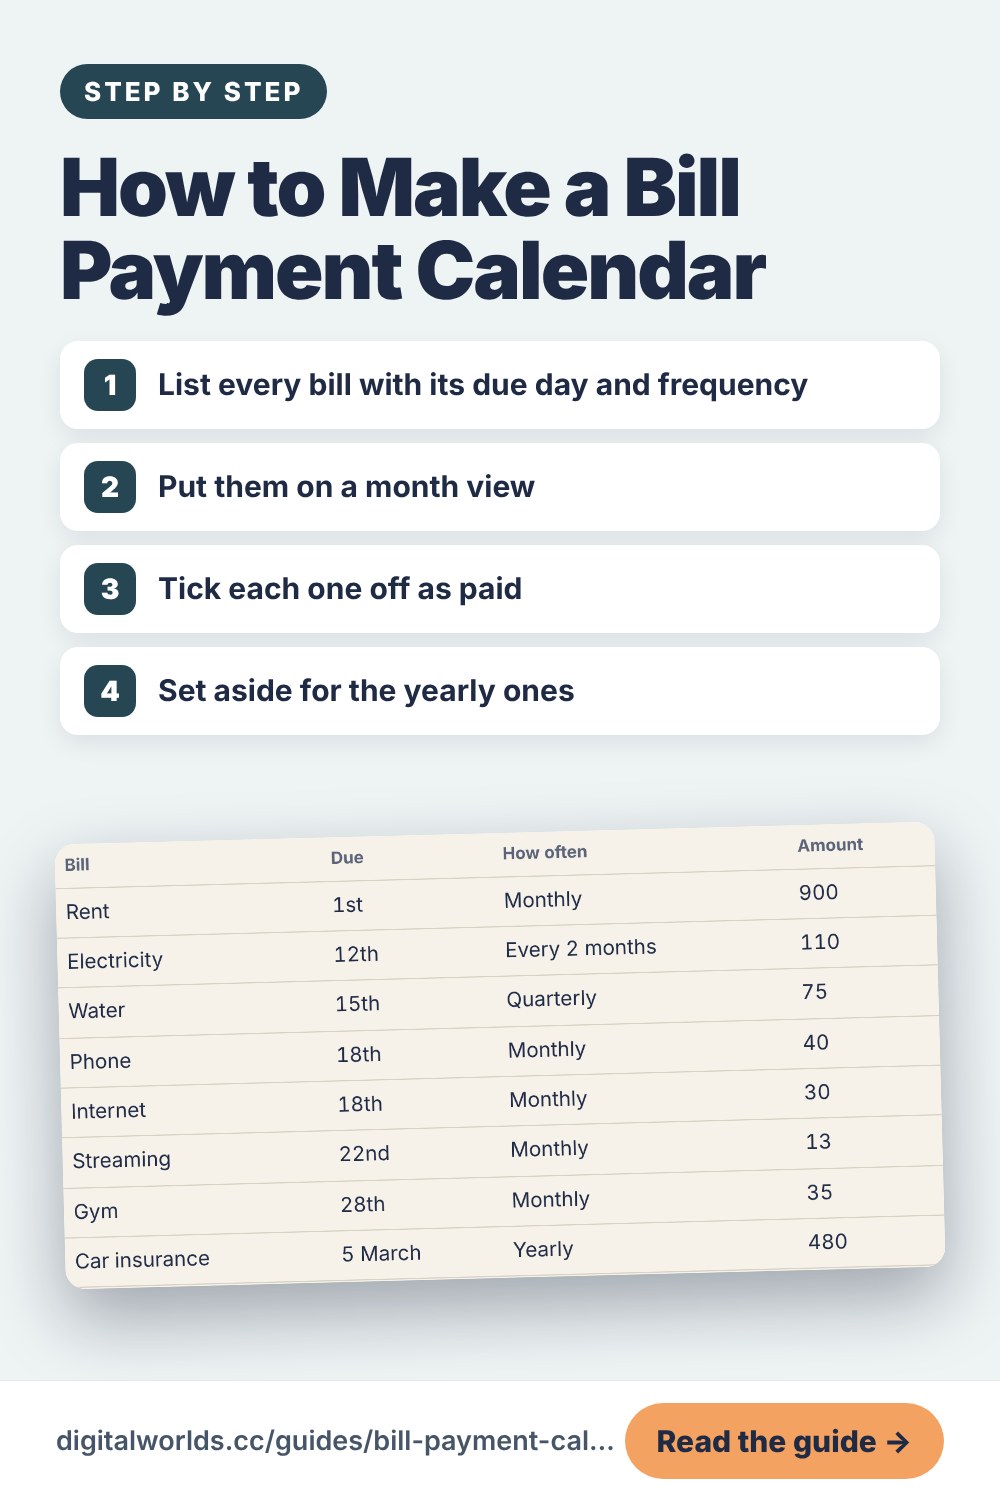 STEP BY STEP
How to Make a Bill
Payment Calendar
1 List every bill with its due day and frequency
2 Put them on a month view
3 Tick each one off as paid
4 Set aside for the yearly ones
Bill Due How often Amount
Rent 1st Monthly 900
Electricity 12th Every 2 months 110
Water 15th Quarterly 75
Phone 18th Monthly 40
Internet 18th Monthly 30
Streaming 22nd Monthly 13
Gym 28th Monthly 35
Car insurance 5 March Yearly 480
digitalworlds.cc/guides/bill-payment-cal... Read the guide →